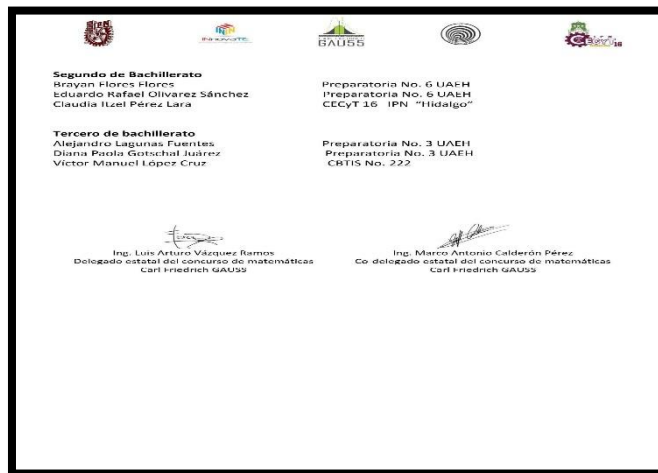 GAUSS
CECyT 16
Segundo de Bachillerato
Brayan Flores Flores Preparatoria No. 6 UAEH
Eduardo Rafael Olivarez Sánchez Preparatoria No. 6 UAEH
Claudia Itzel Pérez Lara CECyT 16 IPN "Hidalgo"
Tercero de bachillerato
Alejandro Lagunas Fuentes Preparatoria No. 3 UAEH
Diana Paola Gotschal Juárez Preparatoria No. 3 UAEH
Víctor Manuel López Cruz CBTIS No. 222
Ing. Luis Arturo Vázquez Ramos Ing. Marco Antonio Calderón Pérez
Delegado estatal del concurso de matemáticas Co-delegado estatal del concurso de matemáticas
Carl Friedrich GAUSS Carl Friedrich GAUSS